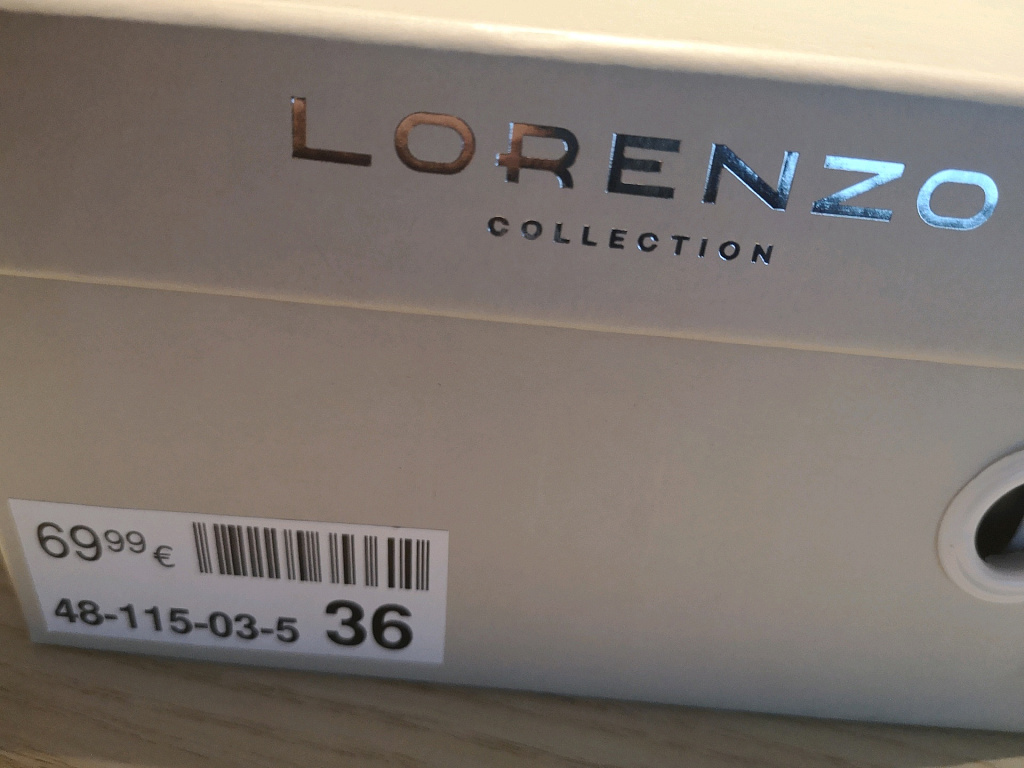 LORENZO
COLLECTION
69⁹⁹ €
48-115-03-5 36